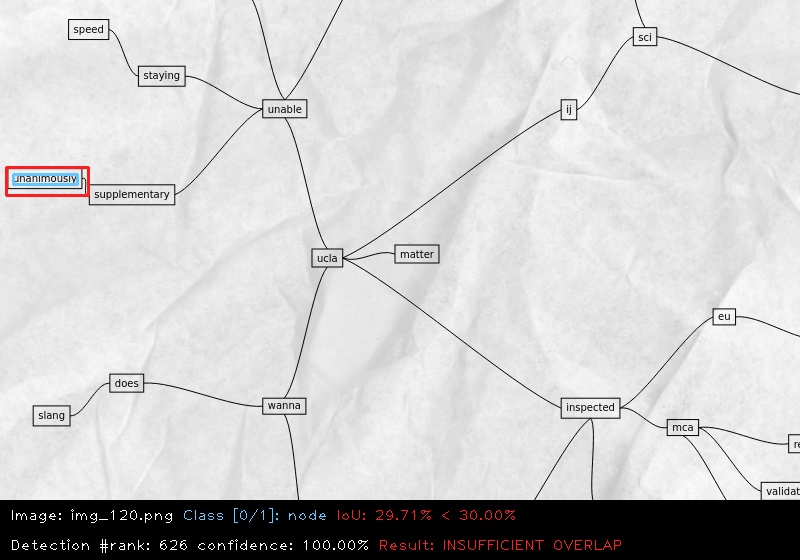 speed
sci
staying
unable
ij
unanimously
supplementary
matter
ucla
eu
does
wanna
slang
inspected
mca
re
validat
Image: img_120.png Class [0/1]: node IoU: 29.71% < 30.00%
Detection #rank: 626 confidence: 100.00% Result: INSUFFICIENT OVERLAP